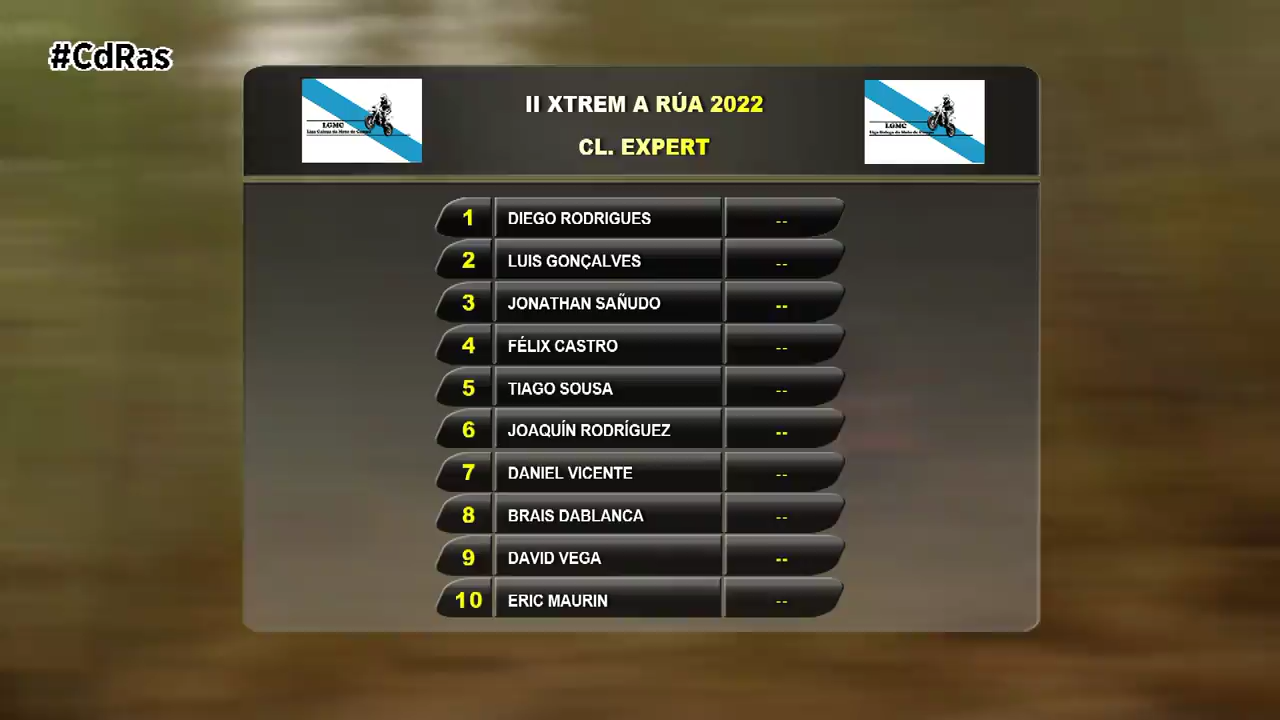 #CdRas
II XTREM A RÚA 2022
CL. EXPERT
LGMC
LGMC
1 DIEGO RODRIGUES --
2 LUIS GONÇALVES --
3 JONATHAN SAÑUDO --
4 FÉLIX CASTRO --
5 TIAGO SOUSA --
6 JOAQUÍN RODRÍGUEZ --
7 DANIEL VICENTE --
8 BRAIS DABLANCA --
9 DAVID VEGA --
10 ERIC MAURIN --